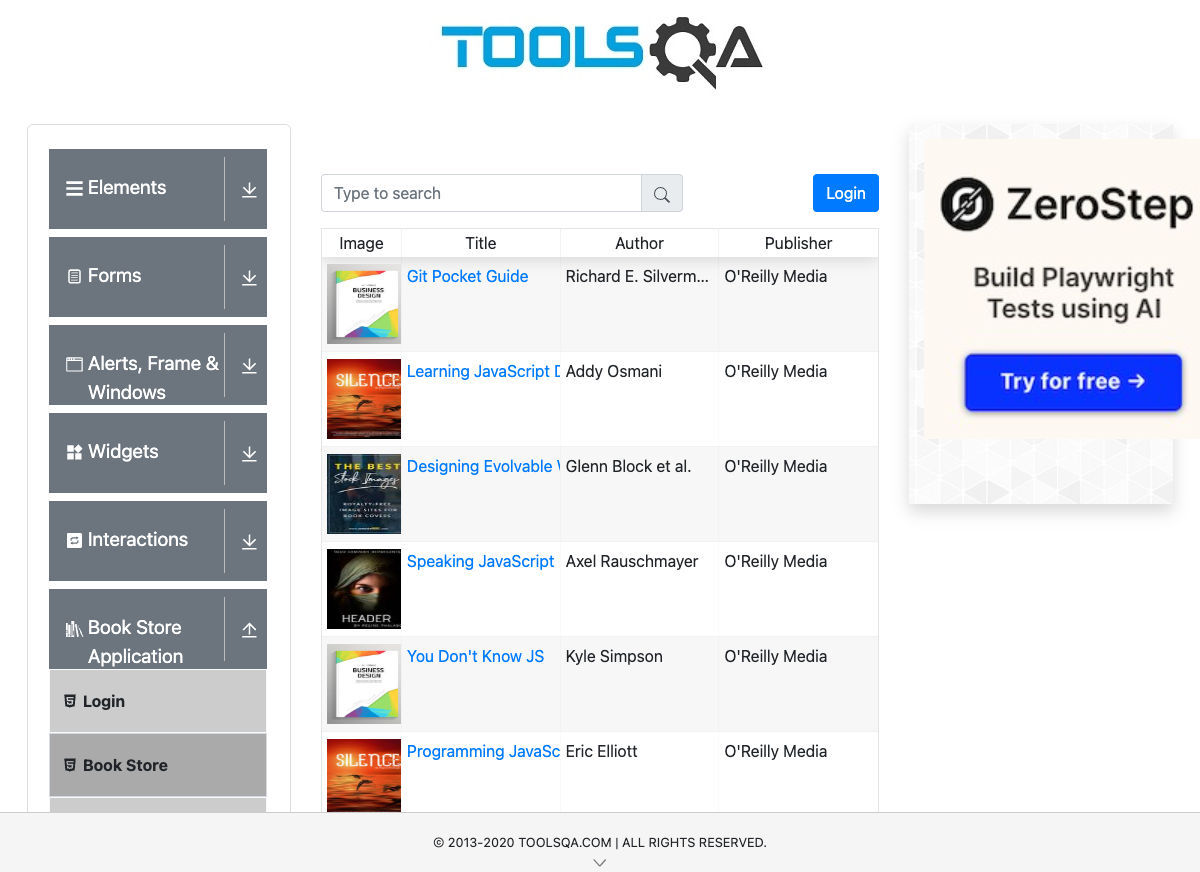 TOOLSQA
Elements
Forms
Alerts, Frame &
Windows
Widgets
Interactions
Book Store
Application
Login
Book Store
Type to search
Login
Image Title Author Publisher
BUSINESS
DESIGN
Git Pocket Guide Richard E. Silverm... O'Reilly Media
SILENCE
Learning JavaScript D Addy Osmani O'Reilly Media
THE BEST
Stock Images
ROYALTY-FREE
IMAGE SITES FOR
BOOK COVERS
Designing Evolvable Glenn Block et al. O'Reilly Media
HEADER
Speaking JavaScript Axel Rauschmayer O'Reilly Media
BUSINESS
DESIGN
You Don't Know JS Kyle Simpson O'Reilly Media
SILENCE
Programming JavaSc Eric Elliott O'Reilly Media
ZeroStep
Build Playwright
Tests using AI
Try for free →
© 2013-2020 TOOLSQA.COM | ALL RIGHTS RESERVED.